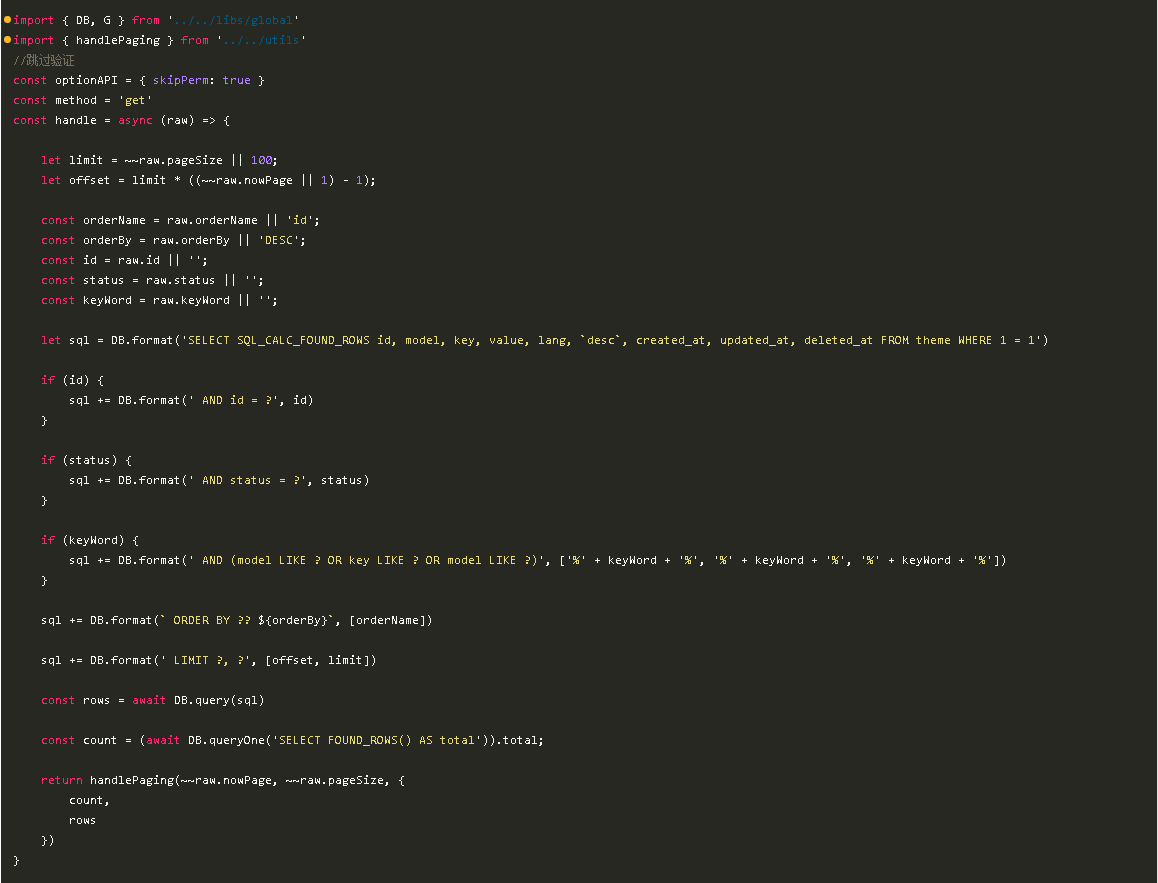 import { DB, G } from '../../libs/global'
import { handlePaging } from '../../utils'
//跳过验证
const optionAPI = { skipPerm: true }
const method = 'get'
const handle = async (raw) => {
    let limit = ~~raw.pageSize || 100;
    let offset = limit * ((~~raw.nowPage || 1) - 1);
    const orderName = raw.orderName || 'id';
    const orderBy = raw.orderBy || 'DESC';
    const id = raw.id || '';
    const status = raw.status || '';
    const keyWord = raw.keyWord || '';
    let sql = DB.format('SELECT SQL_CALC_FOUND_ROWS id, model, key, value, lang, `desc`, created_at, updated_at, deleted_at FROM theme WHERE 1 = 1')
    if (id) {
        sql += DB.format(' AND id = ?', id)
    }
    if (status) {
        sql += DB.format(' AND status = ?', status)
    }
    if (keyWord) {
        sql += DB.format(' AND (model LIKE ? OR key LIKE ? OR model LIKE ?)', ['%' + keyWord + '%', '%' + keyWord + '%', '%' + keyWord + '%'])
    }
    sql += DB.format(` ORDER BY ?? ${orderBy}`, [orderName])
    sql += DB.format(' LIMIT ?, ?', [offset, limit])
    const rows = await DB.query(sql)
    const count = (await DB.queryOne('SELECT FOUND_ROWS() AS total')).total;
    return handlePaging(~~raw.nowPage, ~~raw.pageSize, {
        count,
        rows
    })
}